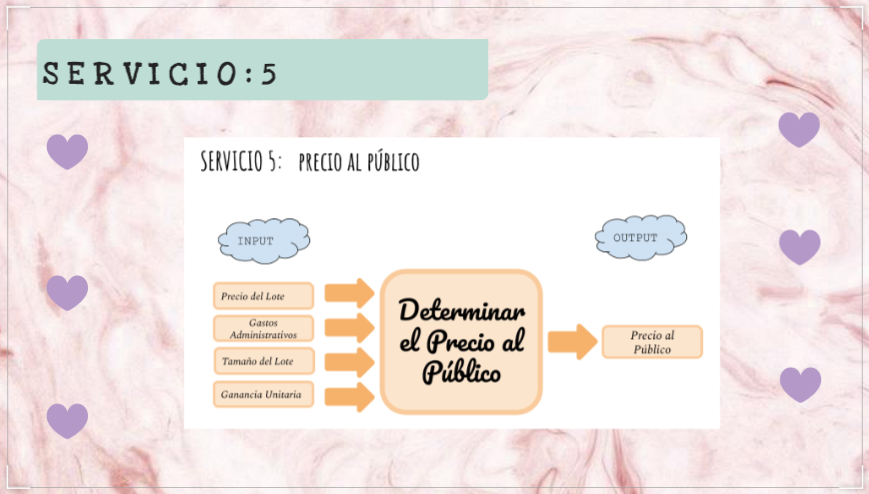 SERVICIO:5
SERVICIO 5: PRECIO AL PÚBLICO
INPUT
OUTPUT
Precio del Lote
Gastos
Administrativos
Tamaño del Lote
Ganancia Unitaria
Determinar
el Precio al
Público
Precio al
Público